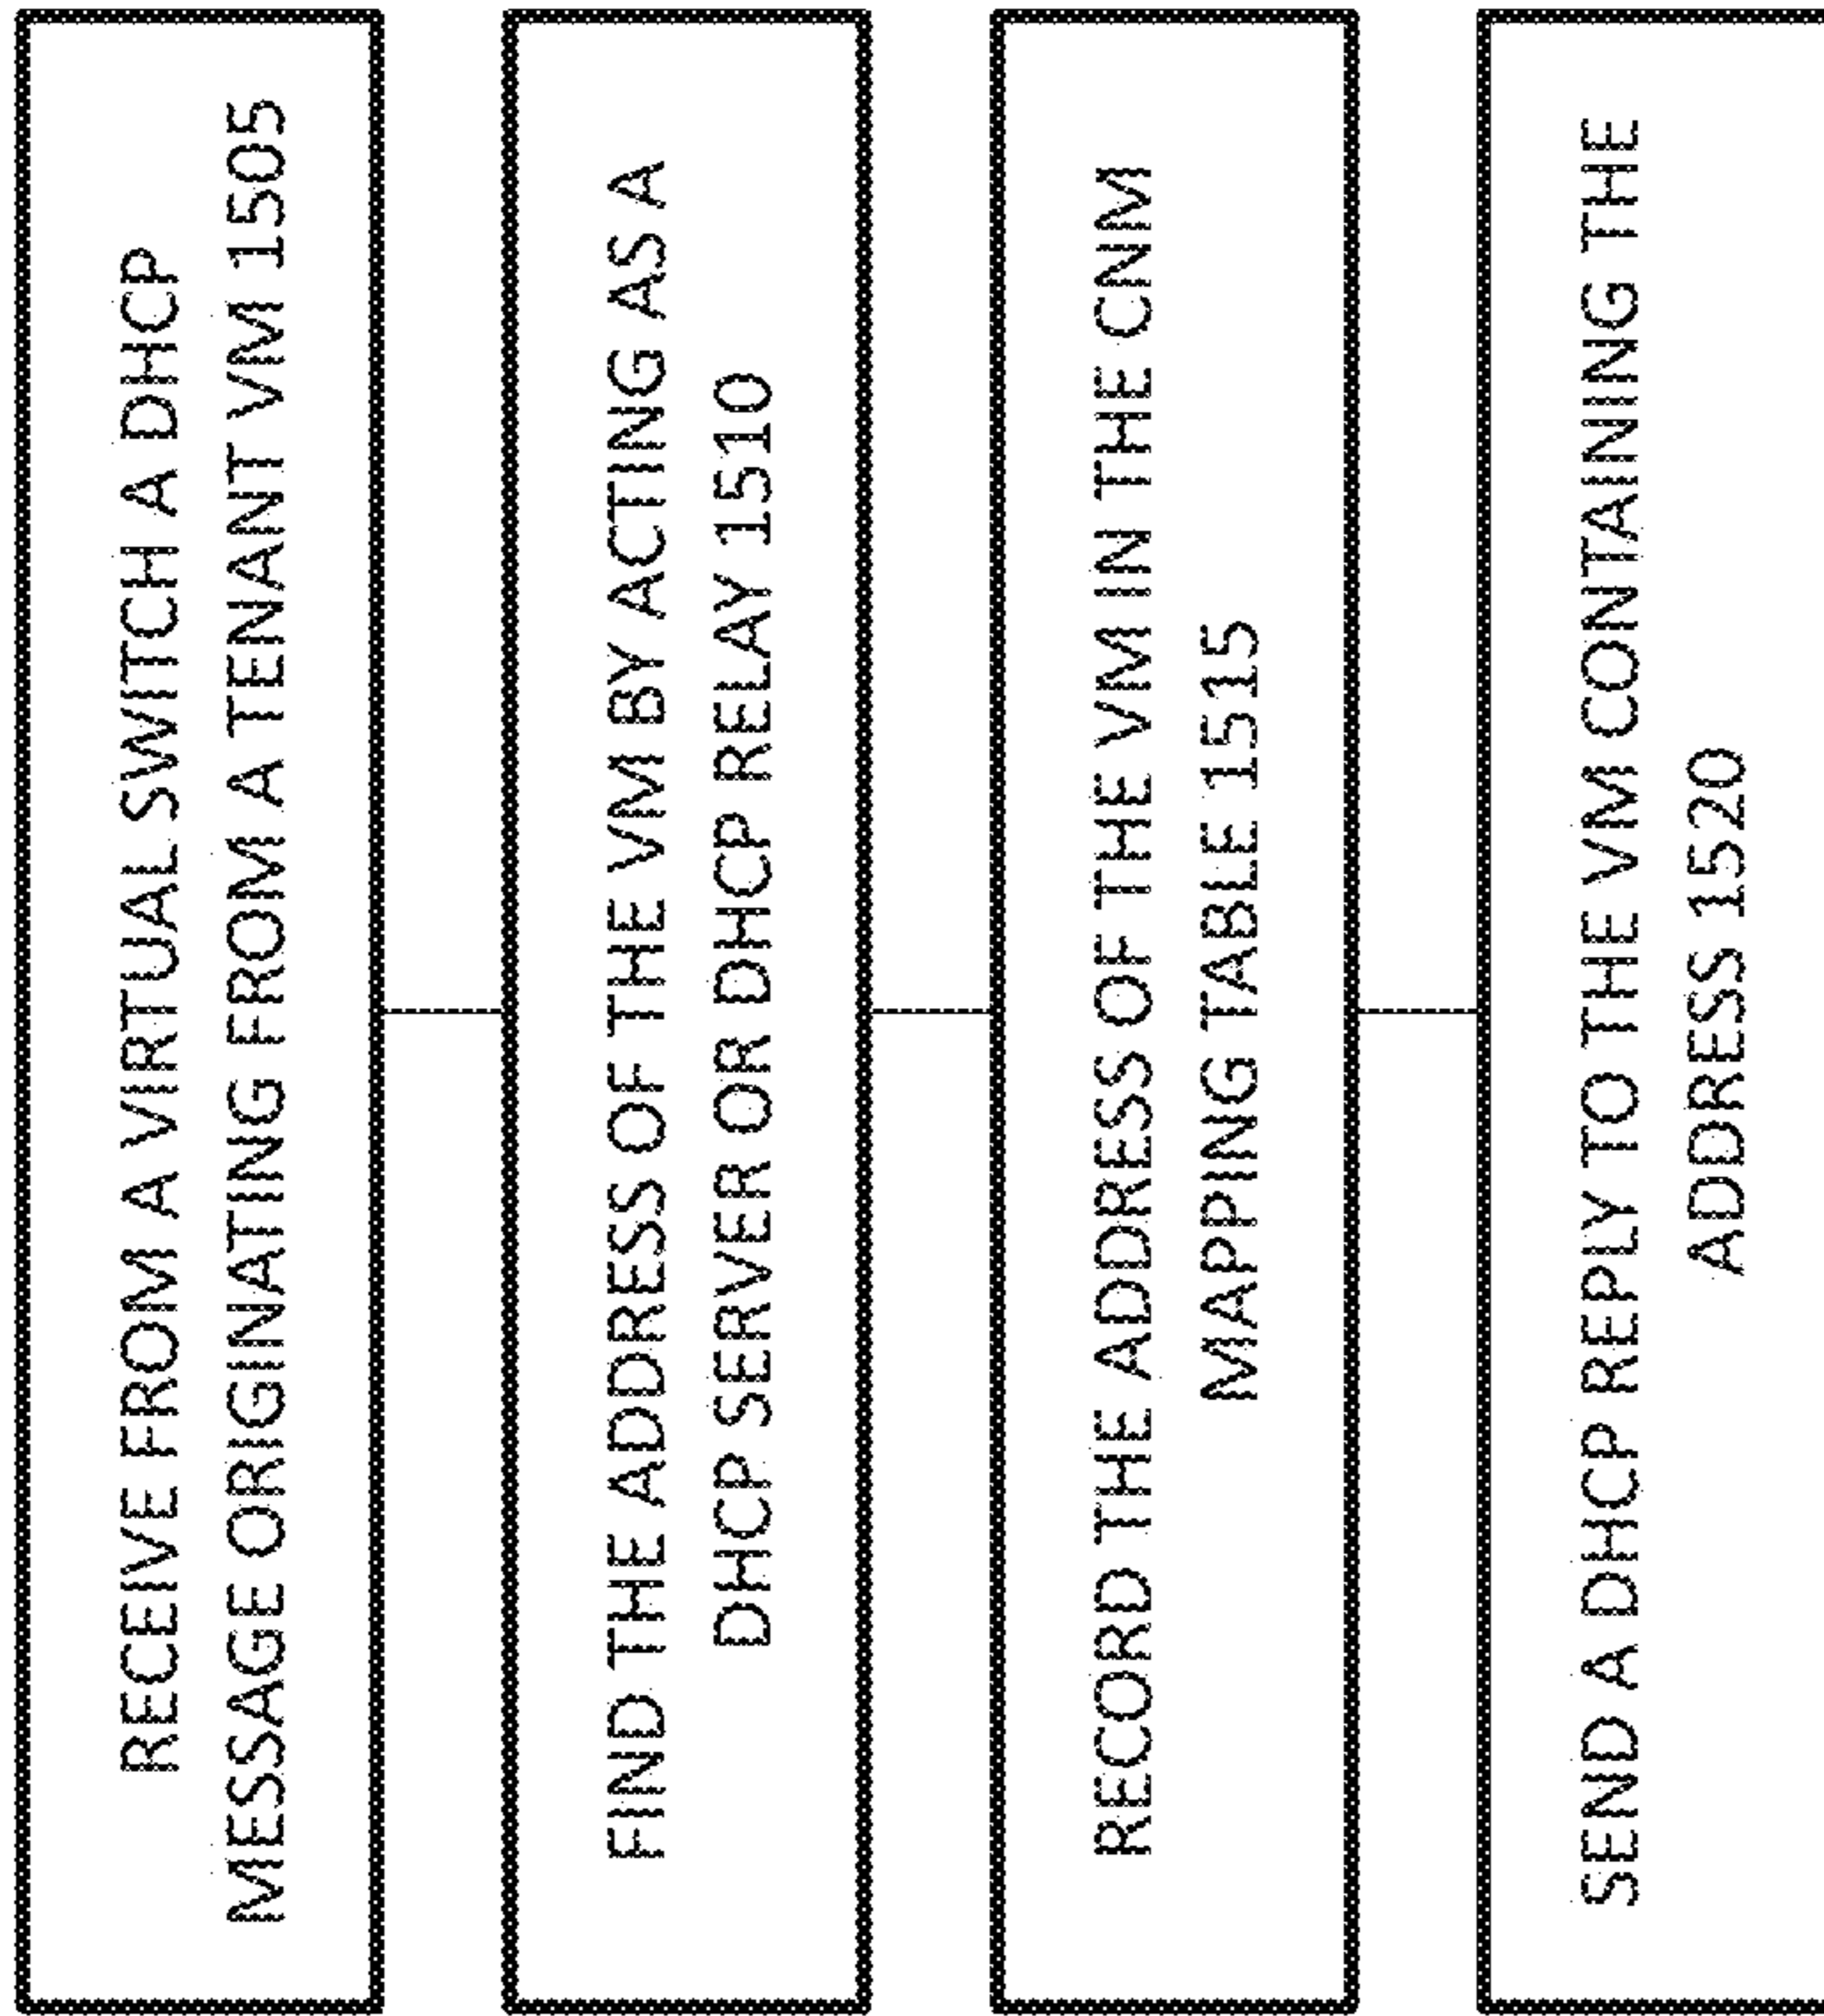 RECEIVE FROM A VIRTUAL SWITCH A DHCP
MESSAGE ORIGINATING FROM A TENANT VM 1505
FIND THE ADDRESS OF THE VM BY ACTING AS A
DHCP SERVER OR DHCP RELAY 1510
RECORD THE ADDRESS OF THE VM IN THE CNM
MAPPING TABLE 1515
SEND A DHCP REPLY TO THE VM CONTAINING THE
ADDRESS 1520